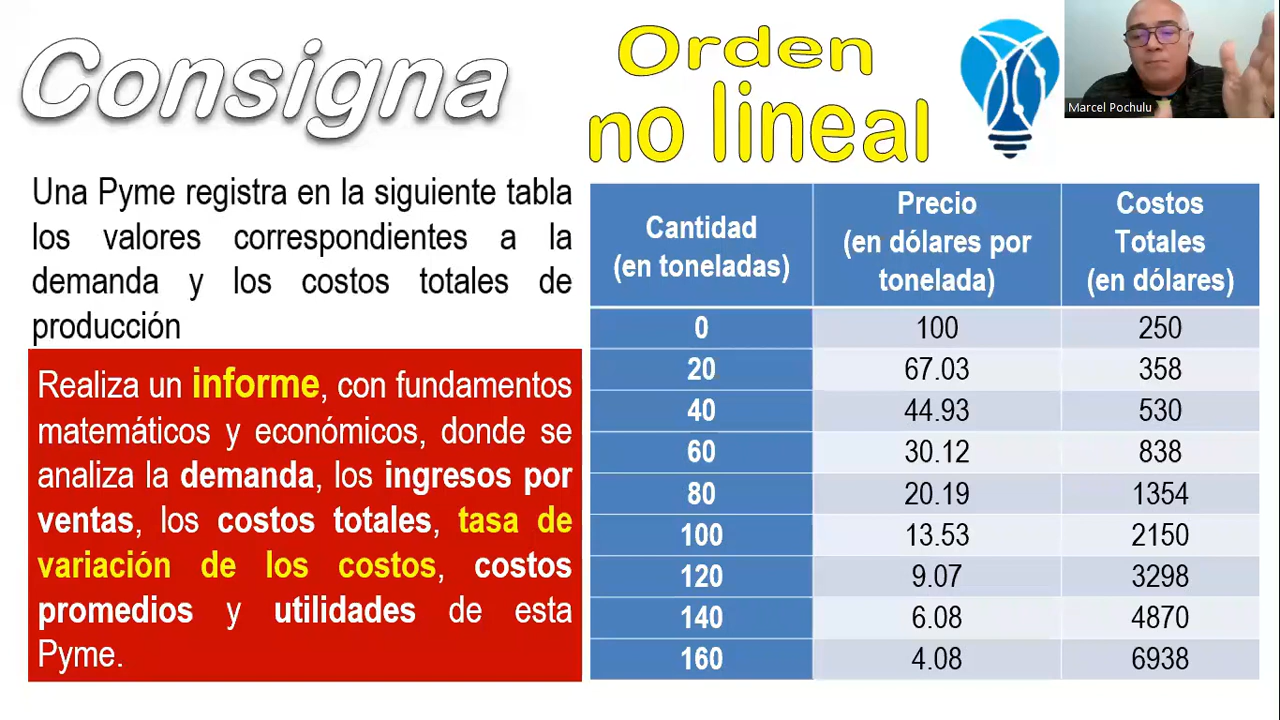 Consigna
Orden
no lineal
Marcel Pochulu
Una Pyme registra en la siguiente tabla
los valores correspondientes a la
demanda y los costos totales de
producción
Realiza un informe, con fundamentos
matemáticos y económicos, donde se
analiza la demanda, los ingresos por
ventas, los costos totales, tasa de
variación de los costos, costos
promedios y utilidades de esta
Pyme.
Cantidad
(en toneladas)
Precio
(en dólares por
tonelada)
Costos
Totales
(en dólares)
0 100 250
20 67.03 358
40 44.93 530
60 30.12 838
80 20.19 1354
100 13.53 2150
120 9.07 3298
140 6.08 4870
160 4.08 6938